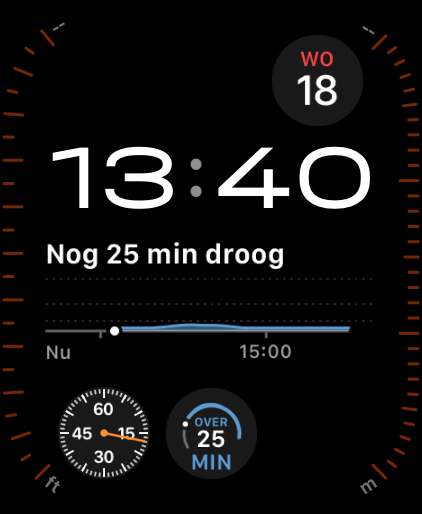 -- --
WO
18
13:40
Nog 25 min droog
Nu 15:00
60
45 15
30
OVER
25
MIN
ft m